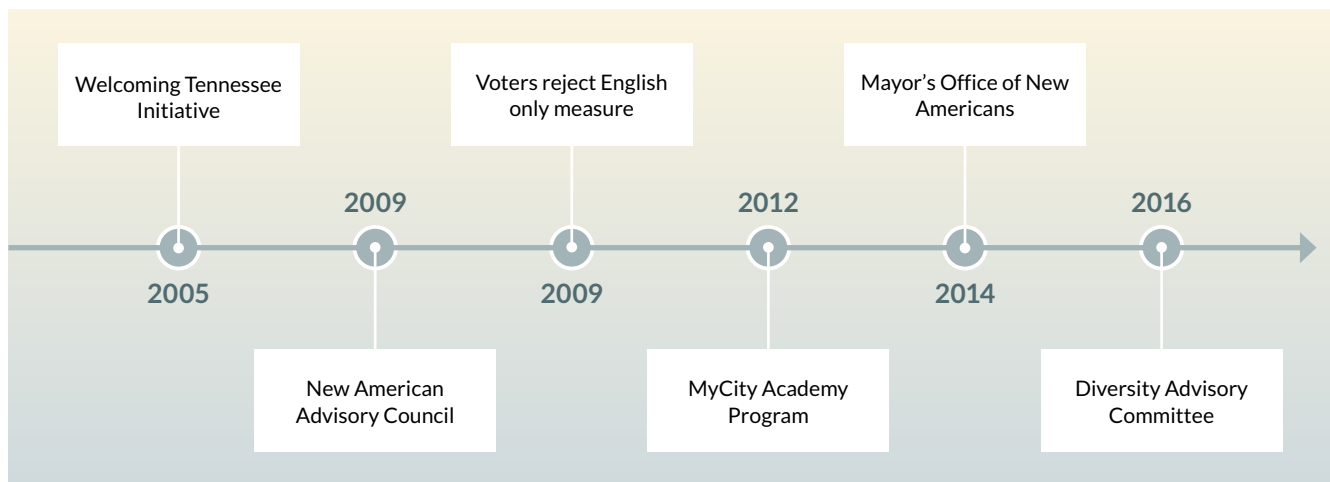 Welcoming Tennessee
Initiative
2005
2009
New American
Advisory Council
Voters reject English
only measure
2009
2012
MyCity Academy
Program
Mayor’s Office of New
Americans
2014
2016
Diversity Advisory
Committee